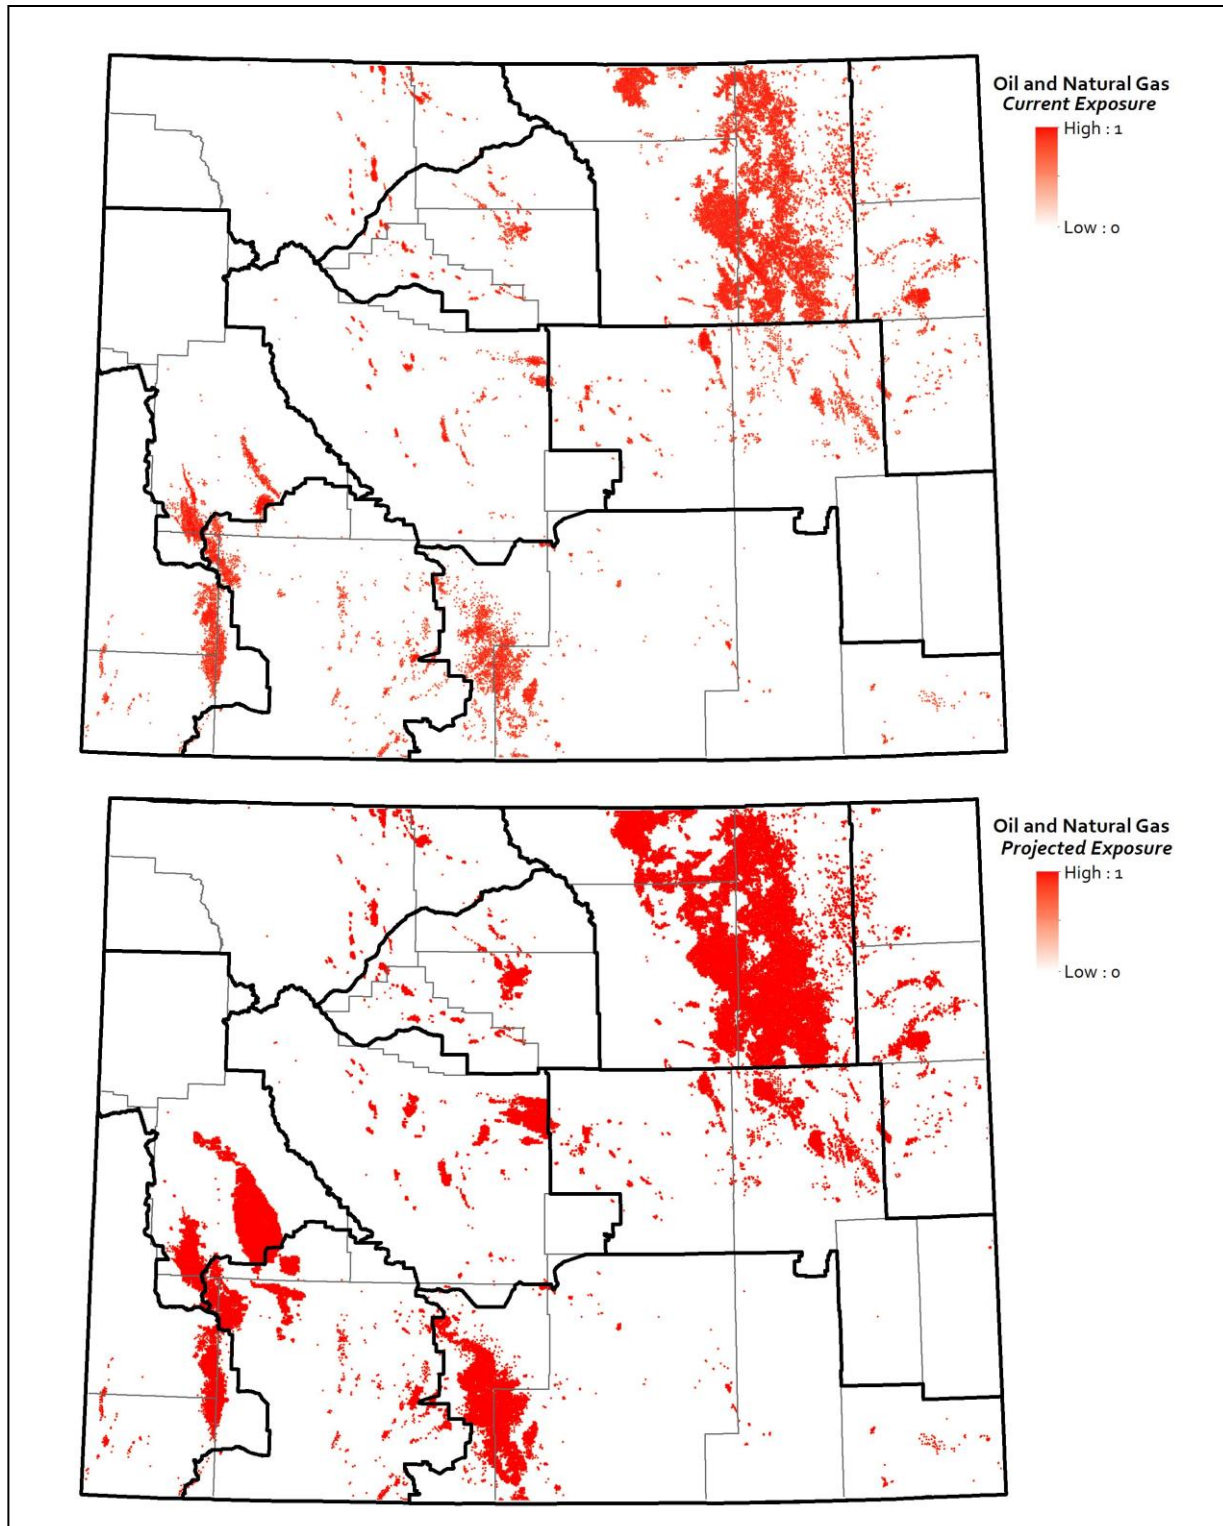 Oil and Natural Gas
Current Exposure
High : 1
Low : 0
Oil and Natural Gas
Projected Exposure
High : 1
Low : 0